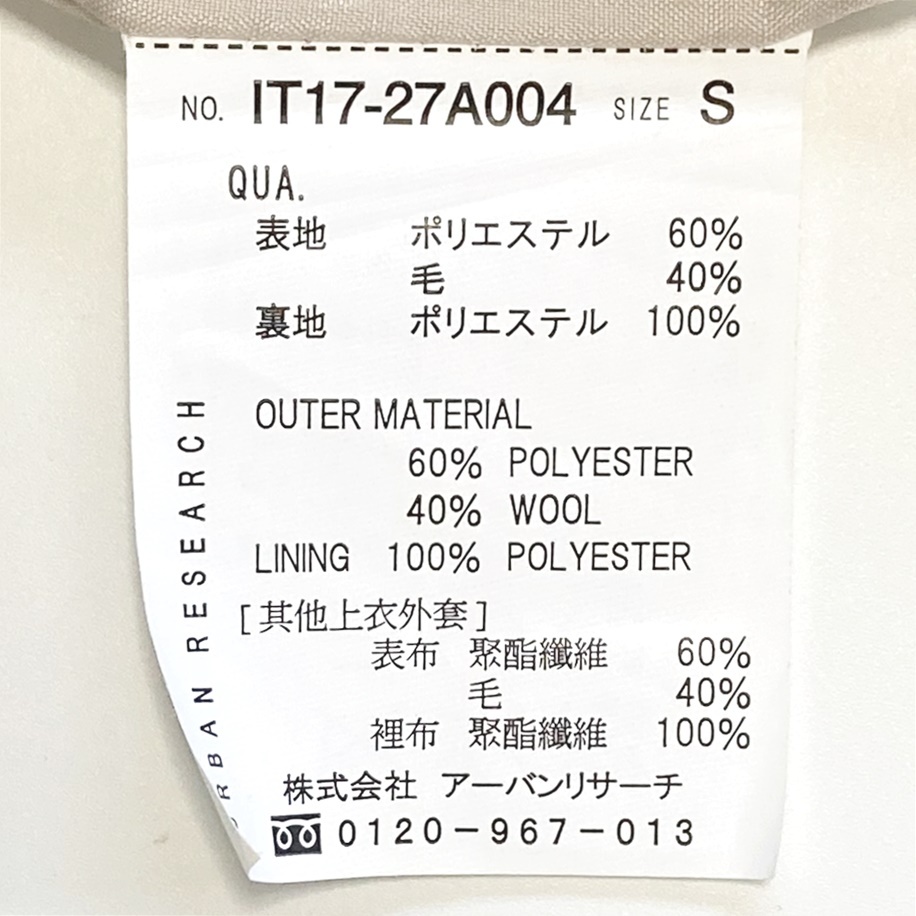 NO. IT17-27A004 SIZE S
QUA.
表地 ポリエステル 60%
毛 40%
裏地 ポリエステル 100%
OUTER MATERIAL
60% POLYESTER
40% WOOL
LINING 100% POLYESTER
[其他上衣外套]
表布 聚酯纖維 60%
毛 40%
裡布 聚酯纖維 100%
株式会社 アーバンリサーチ
0120-967-013
URBAN RESEARCH